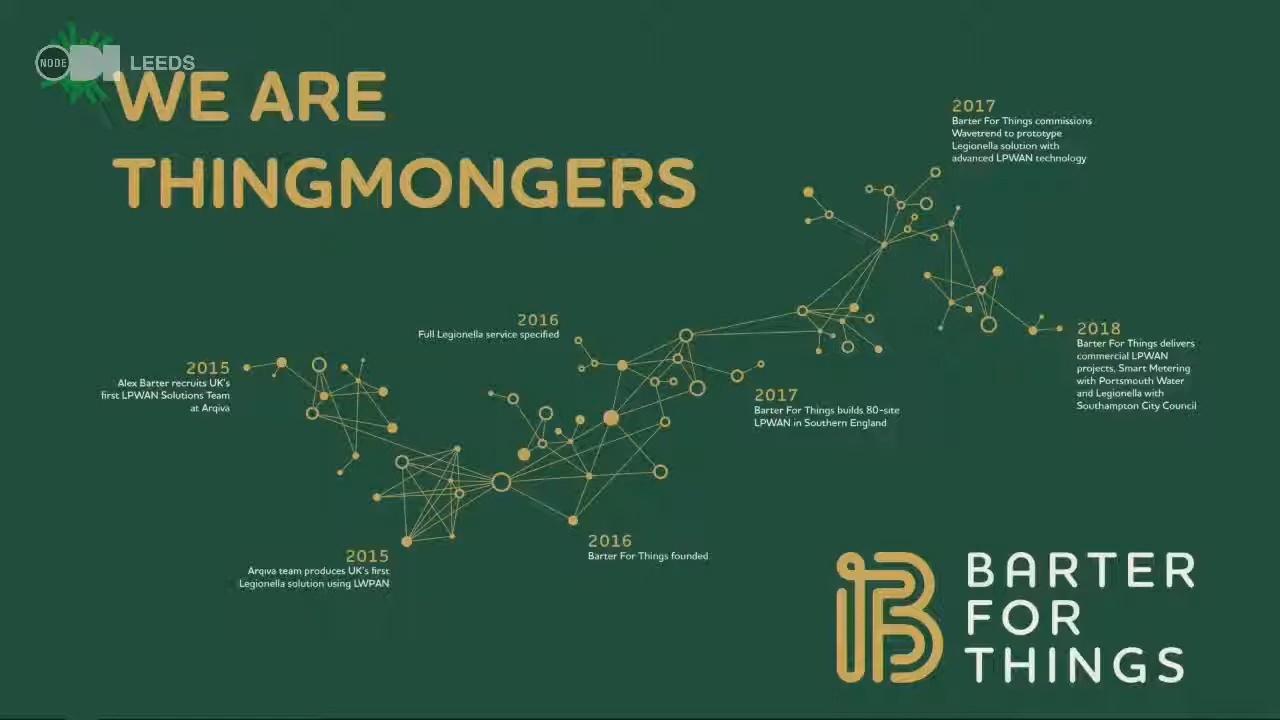 NODE ODI LEEDS
WE ARE
THINGMONGERS
2017
Barter For Things commissions
Wavetrend to prototype
Legionella solution with
advanced LPWAN technology
2016
Full Legionella service specified
2018
Barter For Things delivers
commercial LPWAN
projects, Smart Metering
with Portsmouth Water
and Legionella with
Southampton City Council
2015
Alex Barter recruits UK's
first LPWAN Solutions Team
at Arqiva
2017
Barter For Things builds 80-site
LPWAN in Southern England
2016
Barter For Things founded
2015
Arqiva team produces UK's first
Legionella solution using LWPAN
B
BARTER
FOR
THINGS